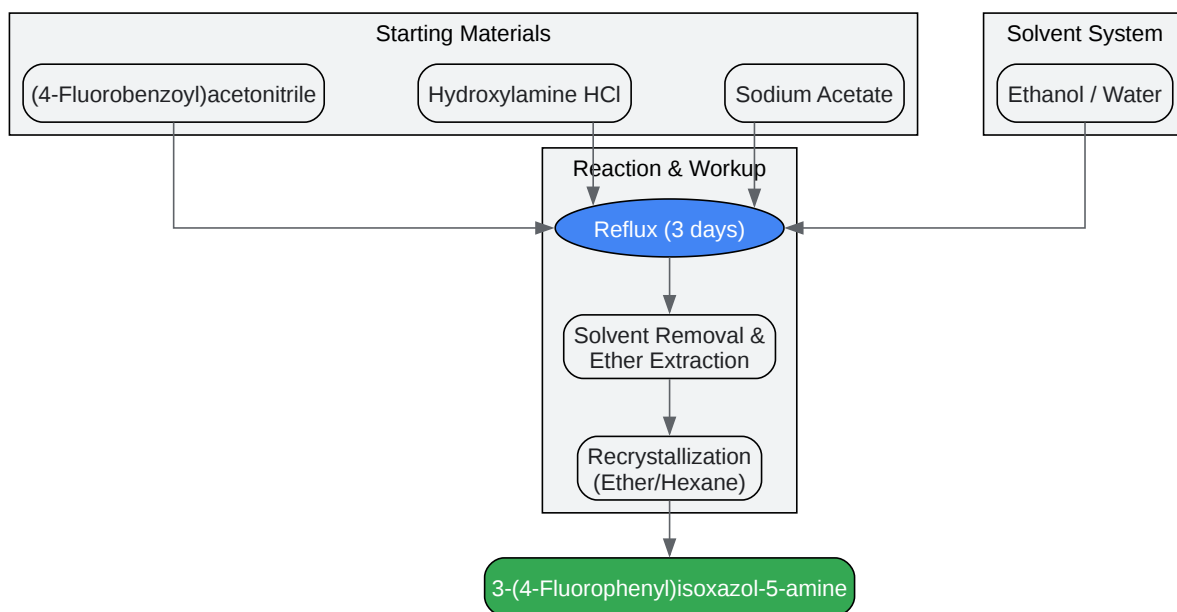 Starting Materials
Solvent System
(4-Fluorobenzoyl)acetonitrile
Hydroxylamine HCl
Sodium Acetate
Ethanol / Water
Reaction & Workup
Reflux (3 days)
Solvent Removal &
Ether Extraction
Recrystallization
(Ether/Hexane)
3-(4-Fluorophenyl)isoxazol-5-amine